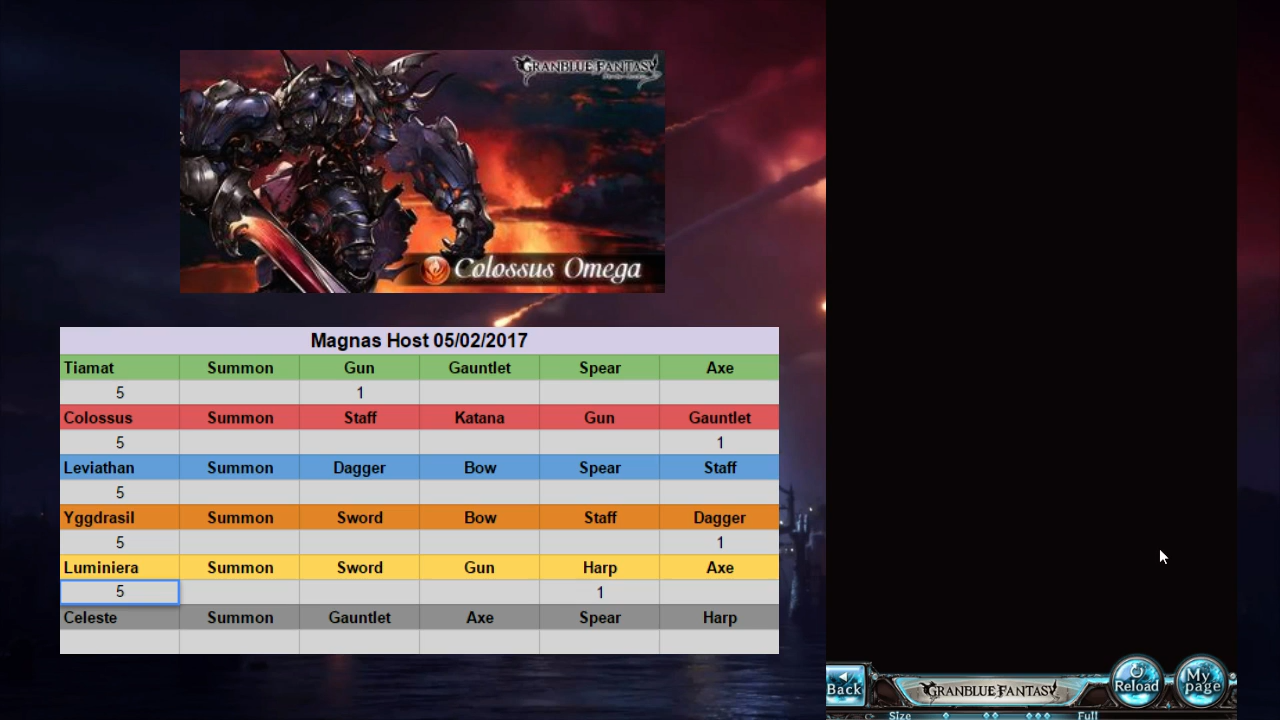 GRANBLUE FANTASY
Colossus Omega
Magnas Host 05/02/2017
Tiamat Summon Gun Gauntlet Spear Axe
5 1
Colossus Summon Staff Katana Gun Gauntlet
5 1
Leviathan Summon Dagger Bow Spear Staff
5
Yggdrasil Summon Sword Bow Staff Dagger
5 1
Luminiera Summon Sword Gun Harp Axe
5 1
Celeste Summon Gauntlet Axe Spear Harp
Back GRANBLUE FANTASY Reload My page
Size Full